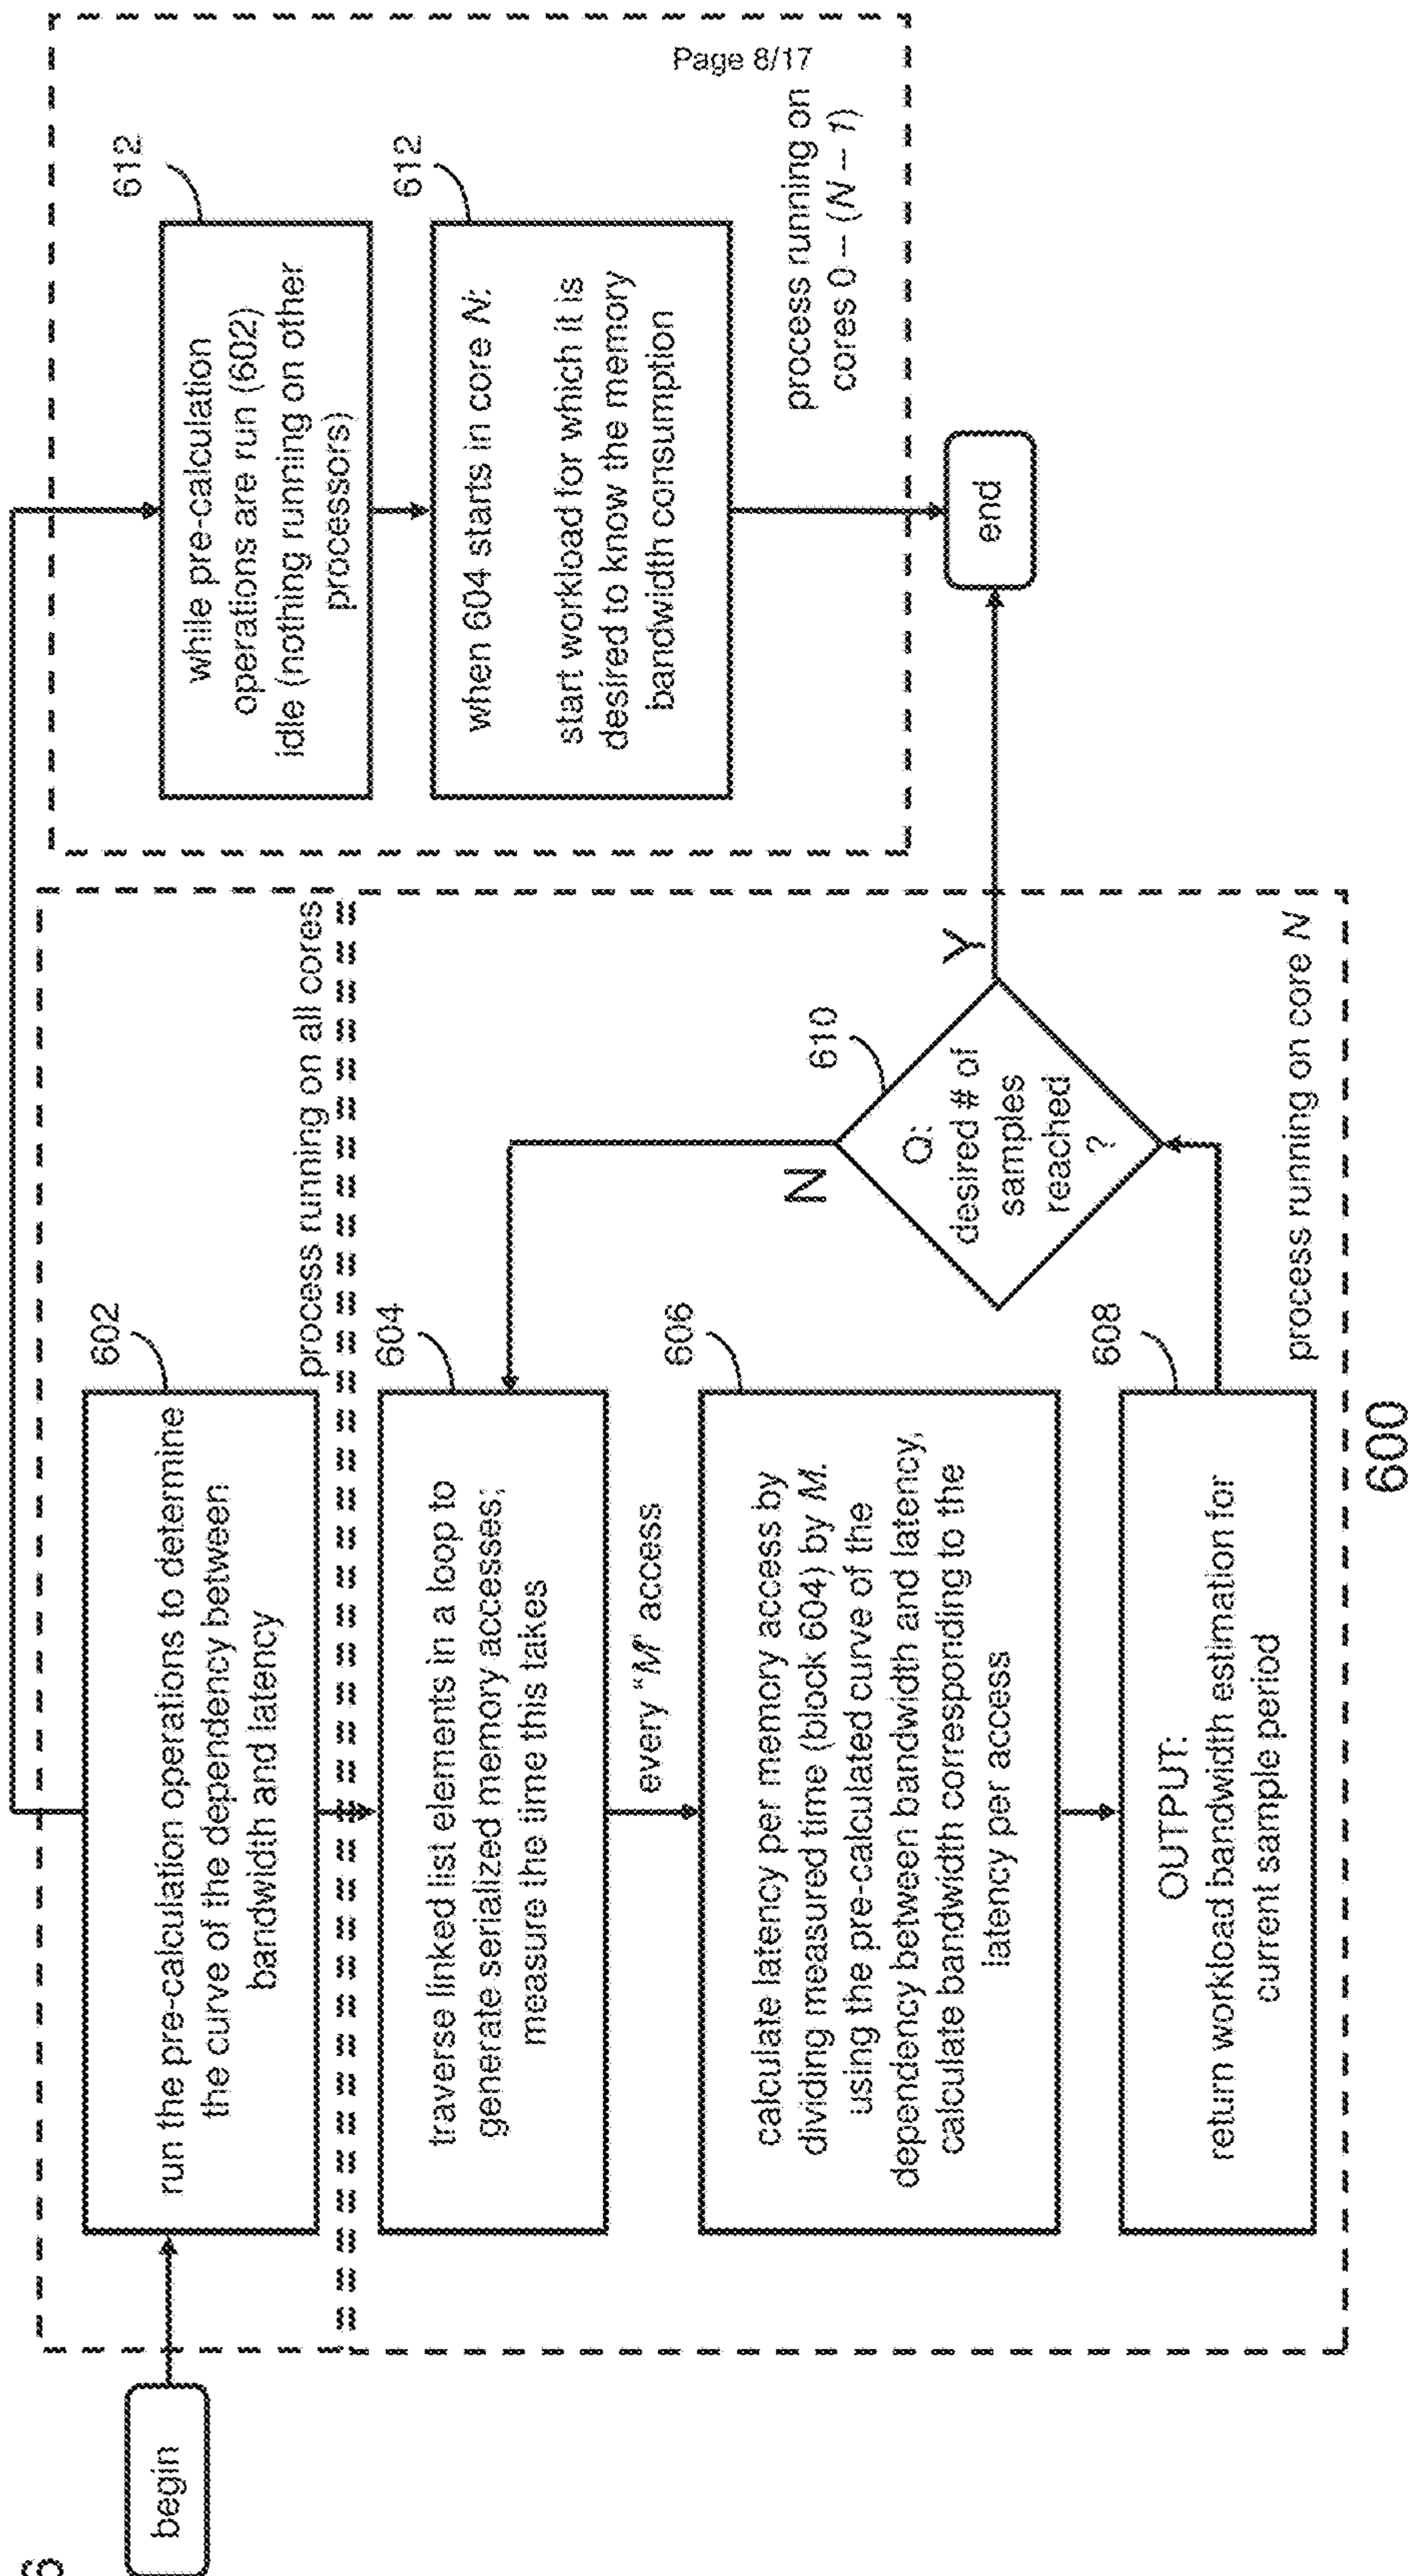 6
begin
602
run the pre-calculation operations to determine
the curve of the dependency between
bandwidth and latency
process running on all cores
604
traverse linked list elements in a loop to
generate serialized memory accesses;
measure the time this takes
every "M" access
606
calculate latency per memory access by
dividing measured time (block 604) by M.
using the pre-calculated curve of the
dependency between bandwidth and latency,
calculate bandwidth corresponding to the
latency per access
608
OUTPUT:
return workload bandwidth estimation for
current sample period
610
Q:
desired # of
samples
reached
?
N
Y
process running on core N
612
while pre-calculation
operations are run (602)
idle (nothing running on other
processors)
612
when 604 starts in core N:
start workload for which it is
desired to know the memory
bandwidth consumption
Page 8/17
process running on
cores 0 – (N – 1)
end
600